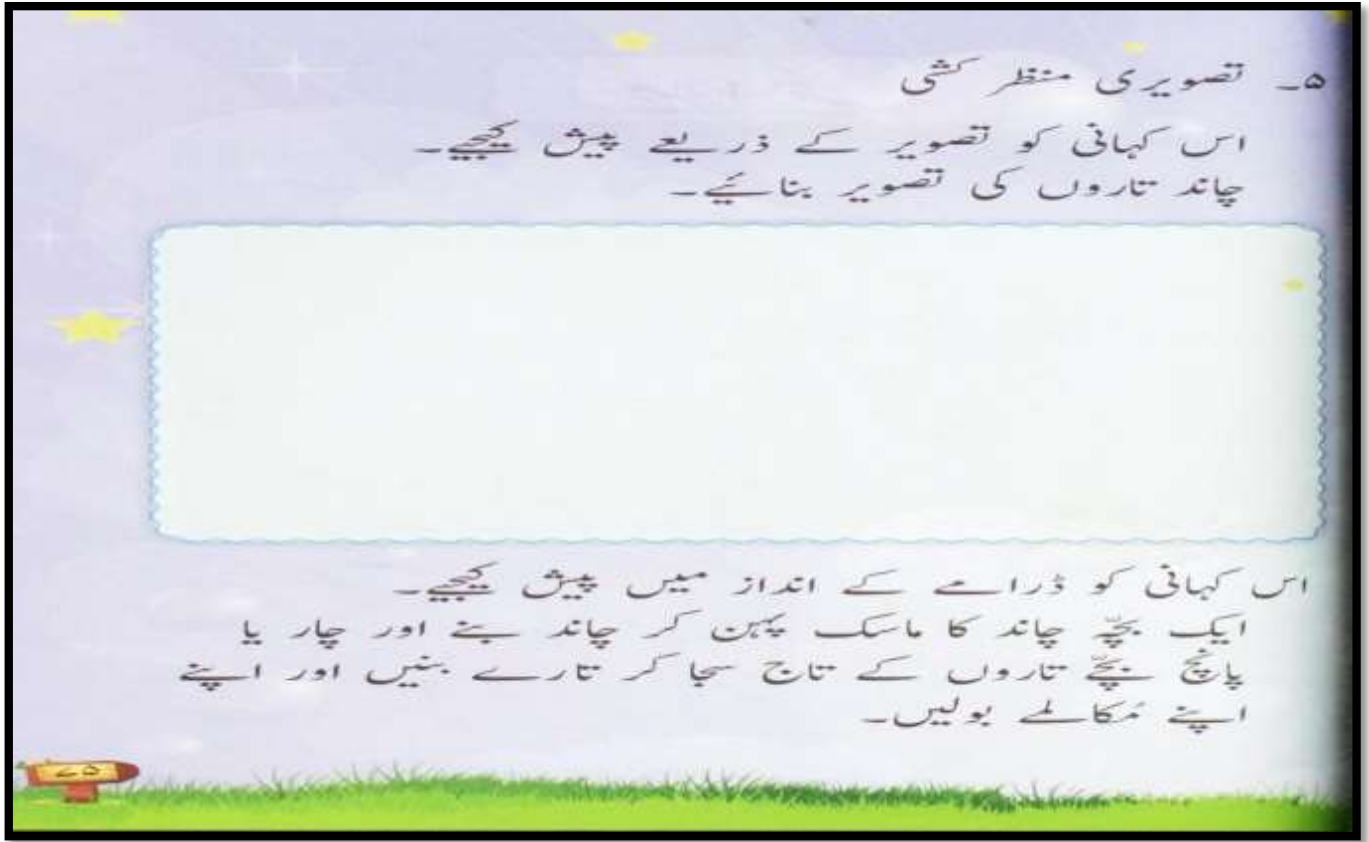 ۵۔ تصویری منظر کشی
اس کہانی کو تصویر کے ذریعے پیش کیجیے۔
چاند تاروں کی تصویر بنائیے۔
اس کہانی کو ڈرامے کے انداز میں پیش کیجیے۔
ایک بچّہ چاند کا ماسک پہن کر چاند بنے اور چار یا
پانچ بچّے تاروں کے تاج سجا کر تارے بنیں اور اپنے
اپنے مُکالمے بولیں۔
۷۵